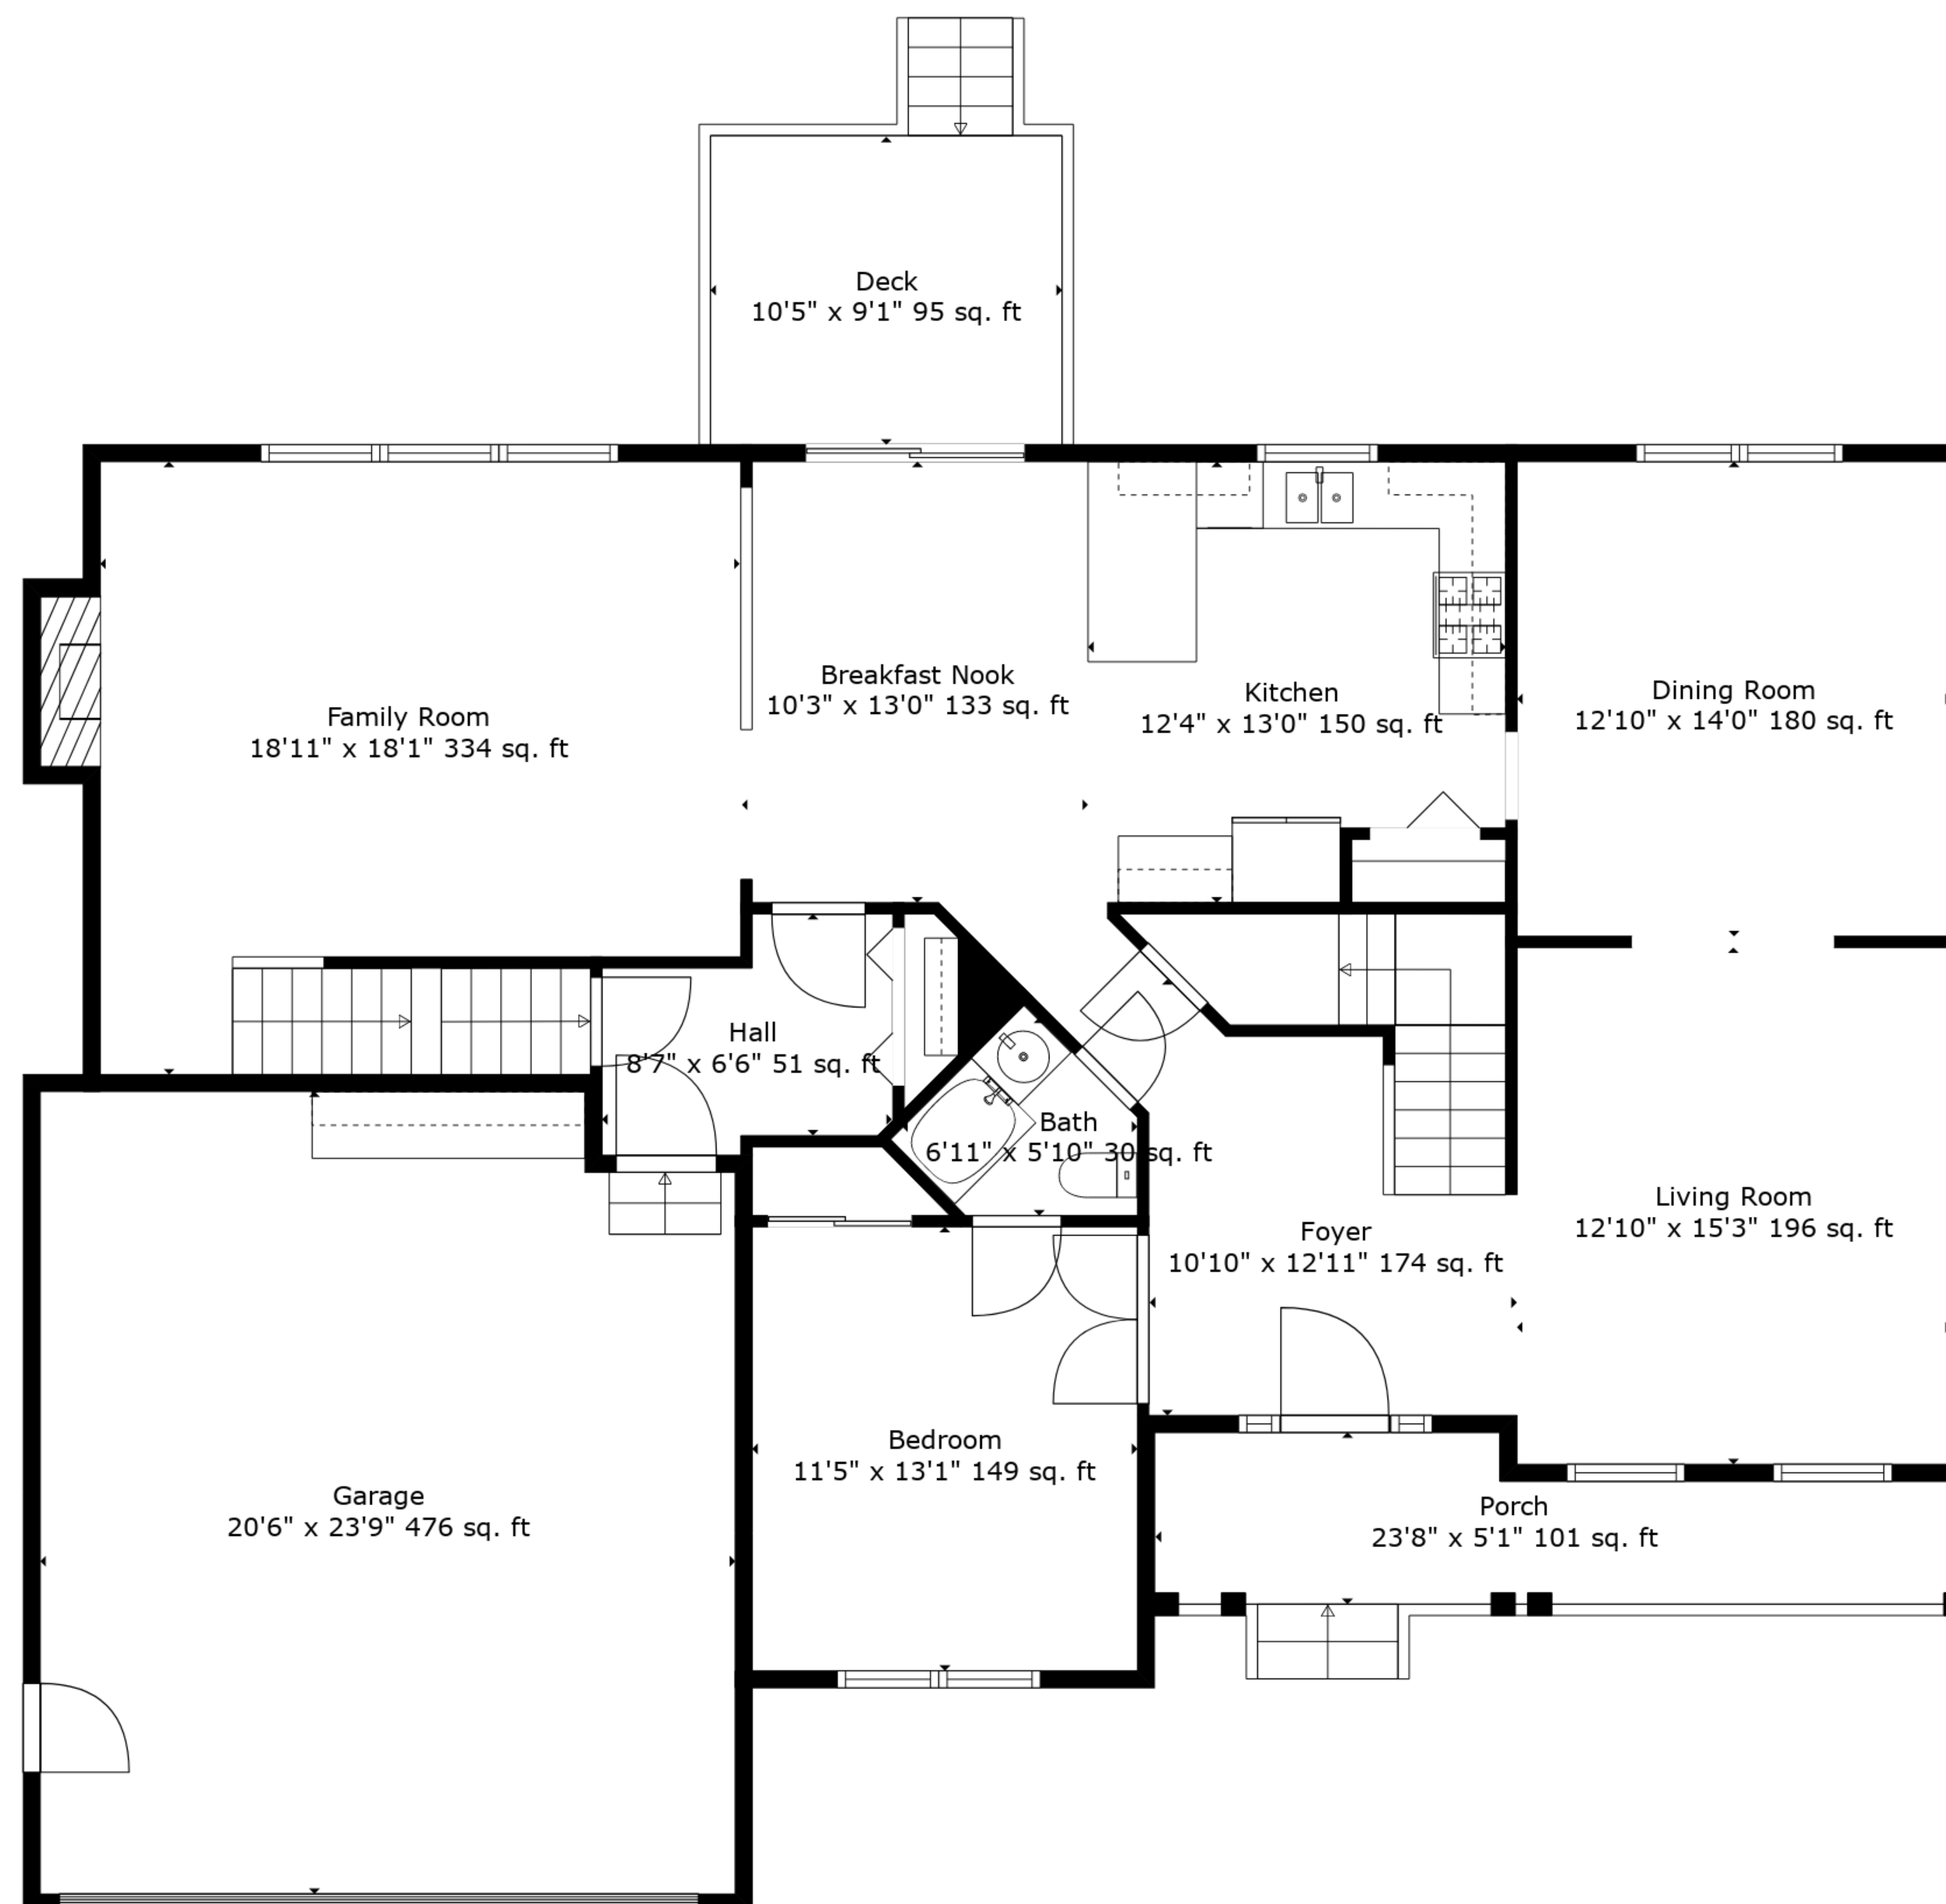 Deck
10'5" x 9'1" 95 sq. ft
Breakfast Nook
10'3" x 13'0" 133 sq. ft
Kitchen
12'4" x 13'0" 150 sq. ft
Dining Room
12'10" x 14'0" 180 sq. ft
Family Room
18'11" x 18'1" 334 sq. ft
Hall
8'7" x 6'6" 51 sq. ft
Bath
6'11" x 5'10" 30 sq. ft
Living Room
12'10" x 15'3" 196 sq. ft
Foyer
10'10" x 12'11" 174 sq. ft
Bedroom
11'5" x 13'1" 149 sq. ft
Garage
20'6" x 23'9" 476 sq. ft
Porch
23'8" x 5'1" 101 sq. ft